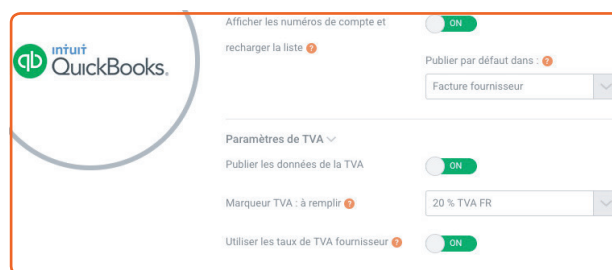 Afficher les numéros de compte et
recharger la liste ?
ON
intuit
qb QuickBooks.
Publier par défaut dans : ?
Facture fournisseur
Paramètres de TVA
Publier les données de la TVA
ON
Marqueur TVA : à remplir ?
20 % TVA FR
Utiliser les taux de TVA fournisseur ?
ON